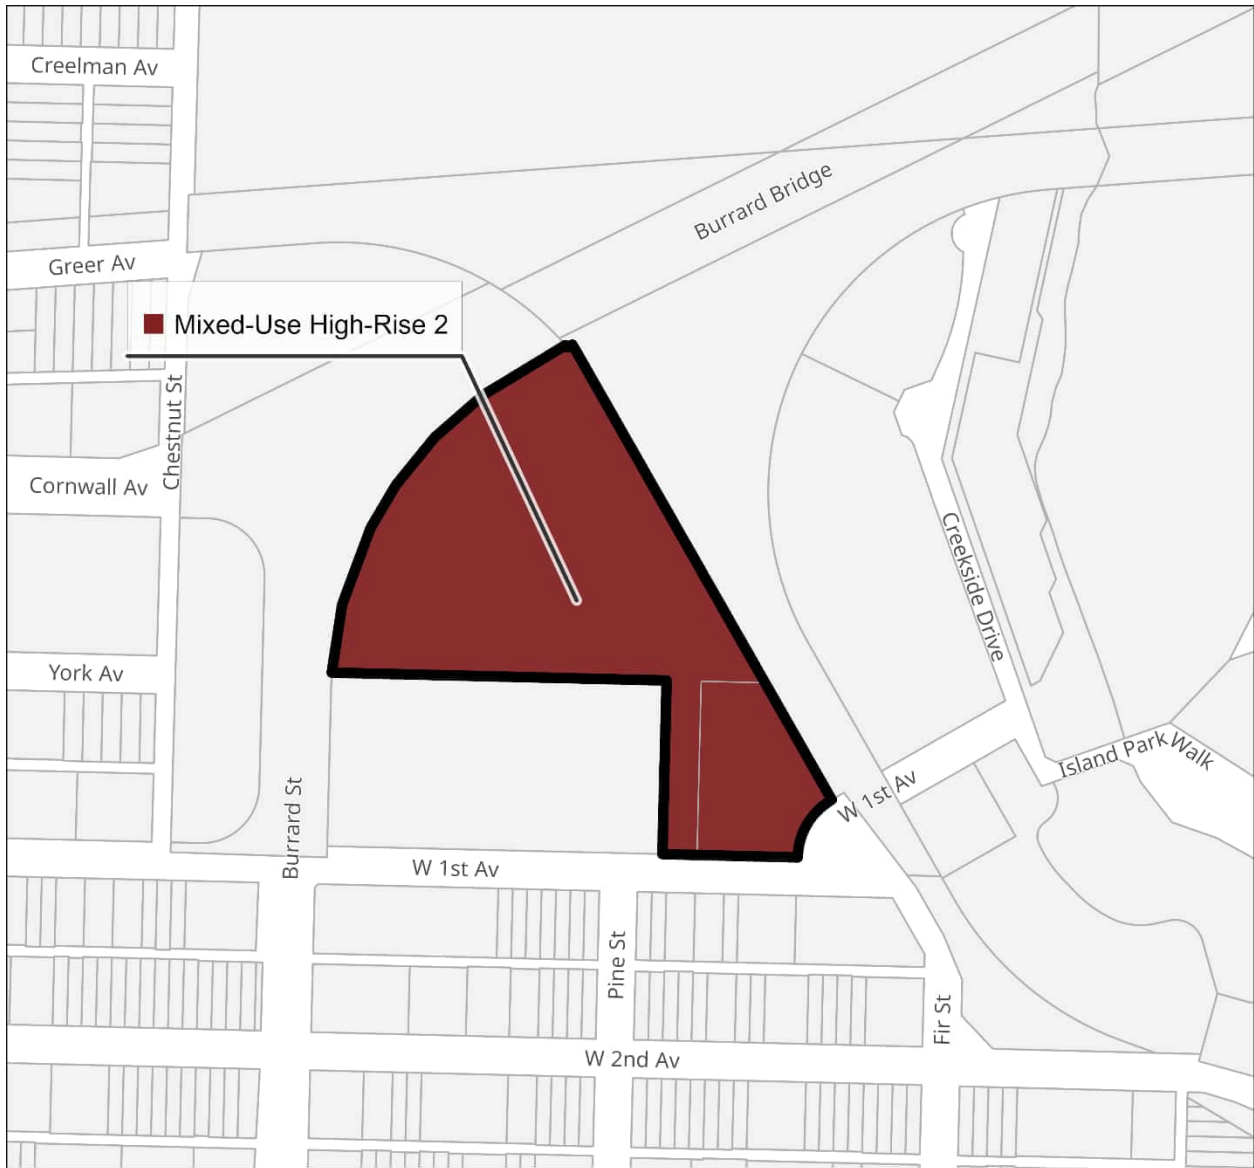 Creelman Av
Burrard Bridge
Greer Av
Mixed-Use High-Rise 2
Chestnut St
Cornwall Av
Creekside Drive
York Av
Island Park Walk
W 1st Av
Burrard St
W 1st Av
Pine St
Fir St
W 2nd Av